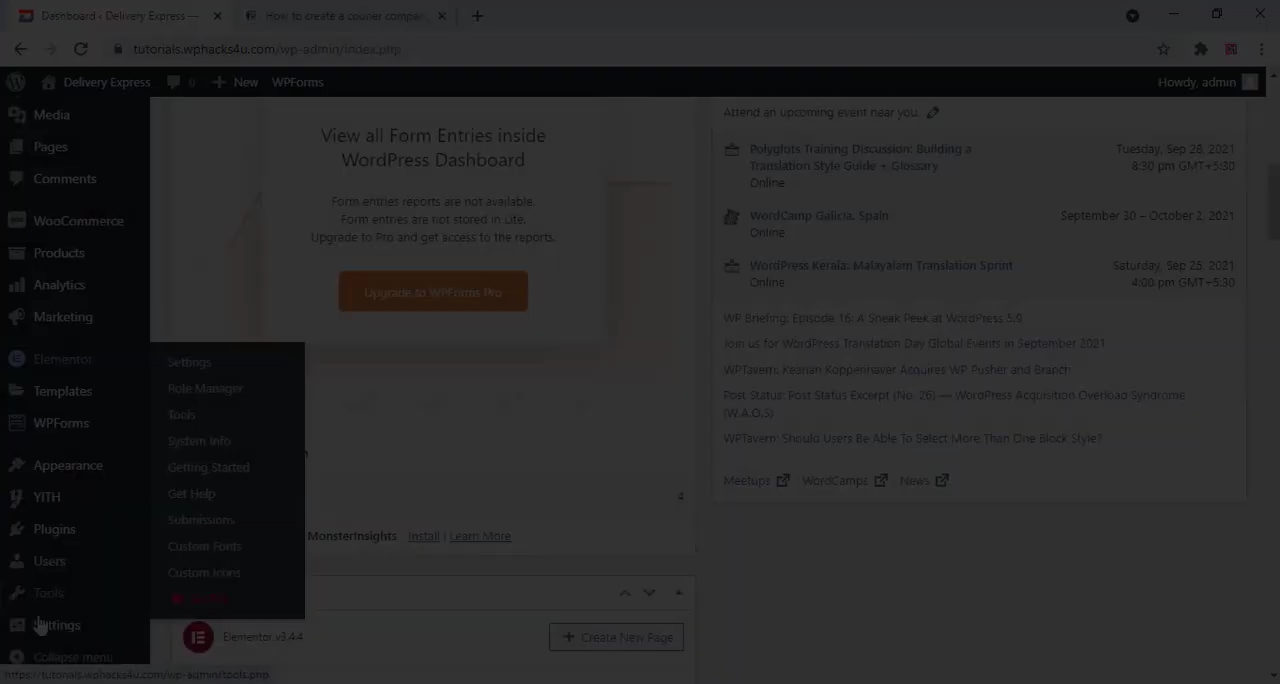 Dashboard ‹ Delivery Express —
How to create a courier compan
tutorials.wphacks4u.com/wp-admin/index.php
Delivery Express
0
New
WPForms
Howdy, admin
Media
Pages
Comments
WooCommerce
Products
Analytics
Marketing
Elementor
Templates
WPForms
Appearance
YITH
Plugins
Users
Tools
Settings
Collapse menu
Settings
Role Manager
Tools
System Info
Getting Started
Get Help
Submissions
Custom Fonts
Custom Icons
View all Form Entries inside
WordPress Dashboard
Form entries reports are not available.
Form entries are not stored in Lite.
Upgrade to Pro and get access to the reports.
Upgrade to WPForms Pro
4
MonsterInsights Install | Learn More
Elementor v3.4.4
Create New Page
Attend an upcoming event near you.
Polyglots Training Discussion: Building a
Translation Style Guide + Glossary
Online
Tuesday, Sep 28, 2021
8:30 pm GMT+5:30
WordCamp Galicia, Spain
Online
September 30 – October 2, 2021
WordPress Kerala: Malayalam Translation Sprint
Online
Saturday, Sep 25, 2021
4:00 pm GMT+5:30
WP Briefing: Episode 16: A Sneak Peek at WordPress 5.9
Join us for WordPress Translation Day Global Events in September 2021
WPTavern: Keanan Koppenhaver Acquires WP Pusher and Branch
Post Status: Post Status Excerpt (No. 26) — WordPress Acquisition Overload Syndrome
(W.A.O.S)
WPTavern: Should Users Be Able To Select More Than One Block Style?
Meetups
WordCamps
News
https://tutorials.wphacks4u.com/wp-admin/tools.php